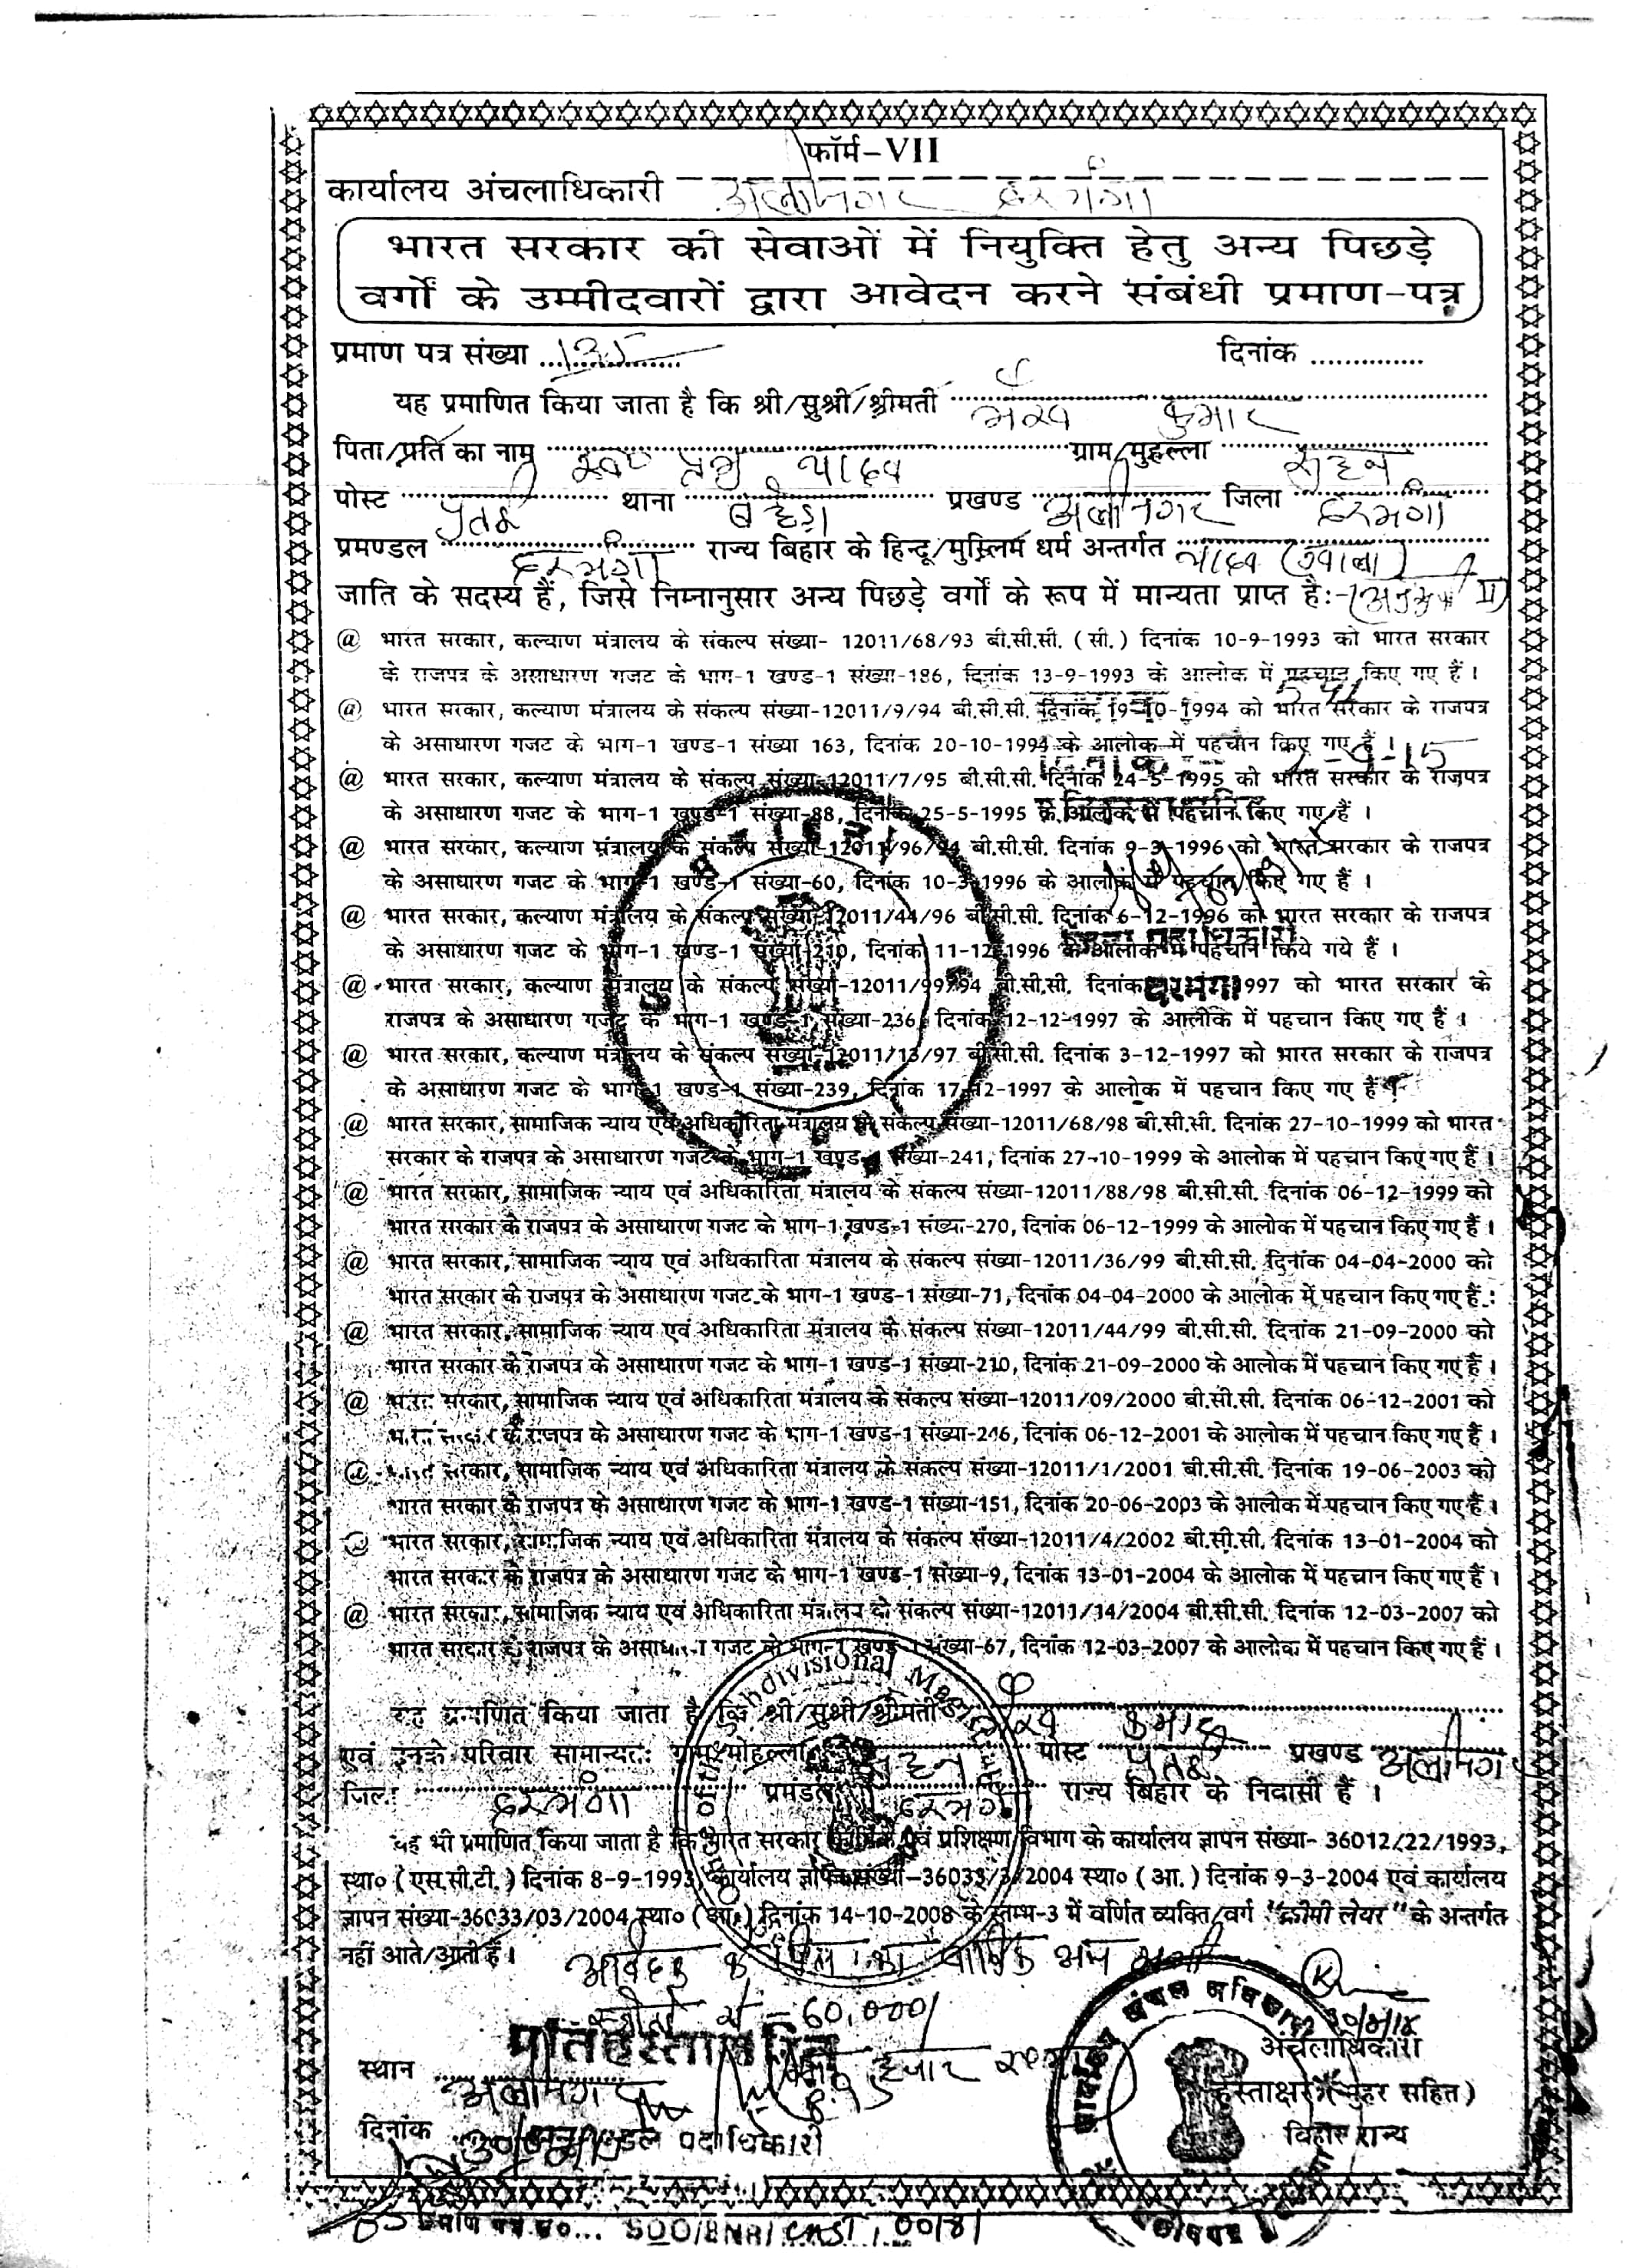 फॉर्म-VII
कार्यालय अंचलाधिकारी अलीनगर दरभंगा
भारत सरकार की सेवाओं में नियुक्ति हेतु अन्य पिछड़े
वर्गों के उम्मीदवारों द्वारा आवेदन करने संबंधी प्रमाण-पत्र
प्रमाण पत्र संख्या ............ दिनांक ............
यह प्रमाणित किया जाता है कि श्री/सुश्री/श्रीमती कुमार
पिता/प्रति का नाम यादव ग्राम/मुहल्ला
पोस्ट थाना बहेड़ा प्रखण्ड अलीनगर जिला दरभंगा
प्रमण्डल दरभंगा राज्य बिहार के हिन्दू/मुस्लिम धर्म अन्तर्गत यादव (ग्वाला)
जाति के सदस्य हैं, जिसे निम्नानुसार अन्य पिछड़े वर्गों के रूप में मान्यता प्राप्त है:-
@ भारत सरकार, कल्याण मंत्रालय के संकल्प संख्या- 12011/68/93 बी.सी.सी. (सी.) दिनांक 10-9-1993 को भारत सरकार
के राजपत्र के असाधारण गजट के भाग-1 खण्ड-1 संख्या-186, दिनांक 13-9-1993 के आलोक में पहचान किए गए हैं ।
@ भारत सरकार, कल्याण मंत्रालय के संकल्प संख्या-12011/9/94 बी.सी.सी. दिनांक 19-10-1994 को भारत सरकार के राजपत्र
के असाधारण गजट के भाग-1 खण्ड-1 संख्या 163, दिनांक 20-10-1994 के आलोक में पहचान किए गए हैं ।
@ भारत सरकार, कल्याण मंत्रालय के संकल्प संख्या-12011/7/95 बी.सी.सी. दिनांक 24-5-1995 को भारत सरकार के राजपत्र
के असाधारण गजट के भाग-1 खण्ड-1 संख्या-88, दिनांक 25-5-1995 के आलोक में पहचान किए गए हैं ।
@ भारत सरकार, कल्याण मंत्रालय के संकल्प संख्या-12011/96/94 बी.सी.सी. दिनांक 9-3-1996 को भारत सरकार के राजपत्र
के असाधारण गजट के भाग-1 खण्ड-1 संख्या-60, दिनांक 10-3-1996 के आलोक में पहचान किए गए हैं ।
@ भारत सरकार, कल्याण मंत्रालय के संकल्प संख्या-12011/44/96 बी.सी.सी. दिनांक 6-12-1996 को भारत सरकार के राजपत्र
के असाधारण गजट के भाग-1 खण्ड-1 संख्या-210, दिनांक 11-12-1996 के आलोक में पहचान किये गये हैं ।
@ भारत सरकार, कल्याण मंत्रालय के संकल्प संख्या-12011/99/94 बी.सी.सी. दिनांक दरभंगा 1997 को भारत सरकार के
राजपत्र के असाधारण गजट के भाग-1 खण्ड-1 संख्या-236, दिनांक 12-12-1997 के आलोक में पहचान किए गए हैं ।
@ भारत सरकार, कल्याण मंत्रालय के संकल्प संख्या-12011/13/97 बी.सी.सी. दिनांक 3-12-1997 को भारत सरकार के राजपत्र
के असाधारण गजट के भाग-1 खण्ड-1 संख्या-239, दिनांक 17-12-1997 के आलोक में पहचान किए गए हैं ।
@ भारत सरकार, सामाजिक न्याय एवं अधिकारिता मंत्रालय के संकल्प संख्या-12011/68/98 बी.सी.सी. दिनांक 27-10-1999 को भारत
सरकार के राजपत्र के असाधारण गजट के भाग-1 खण्ड-1 संख्या-241, दिनांक 27-10-1999 के आलोक में पहचान किए गए हैं ।
@ भारत सरकार, सामाजिक न्याय एवं अधिकारिता मंत्रालय के संकल्प संख्या-12011/88/98 बी.सी.सी. दिनांक 06-12-1999 को
भारत सरकार के राजपत्र के असाधारण गजट के भाग-1 खण्ड-1 संख्या-270, दिनांक 06-12-1999 के आलोक में पहचान किए गए हैं ।
@ भारत सरकार, सामाजिक न्याय एवं अधिकारिता मंत्रालय के संकल्प संख्या-12011/36/99 बी.सी.सी. दिनांक 04-04-2000 को
भारत सरकार के राजपत्र के असाधारण गजट के भाग-1 खण्ड-1 संख्या-71, दिनांक 04-04-2000 के आलोक में पहचान किए गए हैं ।
@ भारत सरकार, सामाजिक न्याय एवं अधिकारिता मंत्रालय के संकल्प संख्या-12011/44/99 बी.सी.सी. दिनांक 21-09-2000 को
भारत सरकार के राजपत्र के असाधारण गजट के भाग-1 खण्ड-1 संख्या-210, दिनांक 21-09-2000 के आलोक में पहचान किए गए हैं ।
@ भारत सरकार, सामाजिक न्याय एवं अधिकारिता मंत्रालय के संकल्प संख्या-12011/09/2000 बी.सी.सी. दिनांक 06-12-2001 को
भारत सरकार के राजपत्र के असाधारण गजट के भाग-1 खण्ड-1 संख्या-246, दिनांक 06-12-2001 के आलोक में पहचान किए गए हैं ।
@ भारत सरकार, सामाजिक न्याय एवं अधिकारिता मंत्रालय के संकल्प संख्या-12011/1/2001 बी.सी.सी. दिनांक 19-06-2003 को
भारत सरकार के राजपत्र के असाधारण गजट के भाग-1 खण्ड-1 संख्या-151, दिनांक 20-06-2003 के आलोक में पहचान किए गए हैं ।
@ भारत सरकार, सामाजिक न्याय एवं अधिकारिता मंत्रालय के संकल्प संख्या-12011/4/2002 बी.सी.सी. दिनांक 13-01-2004 को
भारत सरकार के राजपत्र के असाधारण गजट के भाग-1 खण्ड-1 संख्या-9, दिनांक 13-01-2004 के आलोक में पहचान किए गए हैं ।
@ भारत सरकार, सामाजिक न्याय एवं अधिकारिता मंत्रालय के संकल्प संख्या-12011/14/2004 बी.सी.सी. दिनांक 12-03-2007 को
भारत सरकार के राजपत्र के असाधारण गजट के भाग-1 खण्ड-1 संख्या-67, दिनांक 12-03-2007 के आलोक में पहचान किए गए हैं ।
यह प्रमाणित किया जाता है कि श्री/सुश्री/श्रीमती कुमार
एवं इनके परिवार सामान्यतः ग्राम/मोहल्ला पोस्ट प्रखण्ड अलीनगर
जिला दरभंगा प्रमंडल दरभंगा राज्य बिहार के निवासी हैं ।
यह भी प्रमाणित किया जाता है कि भारत सरकार कार्मिक एवं प्रशिक्षण विभाग के कार्यालय ज्ञापन संख्या- 36012/22/1993,
स्था० (एस.सी.टी.) दिनांक 8-9-1993, कार्यालय ज्ञापन संख्या-36033/3/2004 स्था० (आ.) दिनांक 9-3-2004 एवं कार्यालय
ज्ञापन संख्या-36033/03/2004 स्था० (आ.) दिनांक 14-10-2008 के स्तम्भ-3 में वर्णित व्यक्ति/वर्ग "क्रीमी लेयर" के अन्तर्गत
नहीं आते/आती हैं ।
60,000/
प्रतिहस्ताक्षरित
अंचलाधिकारी
स्थान अलीनगर
हस्ताक्षर (मुहर सहित)
दिनांक
अनुमण्डल पदाधिकारी
बिहार राज्य